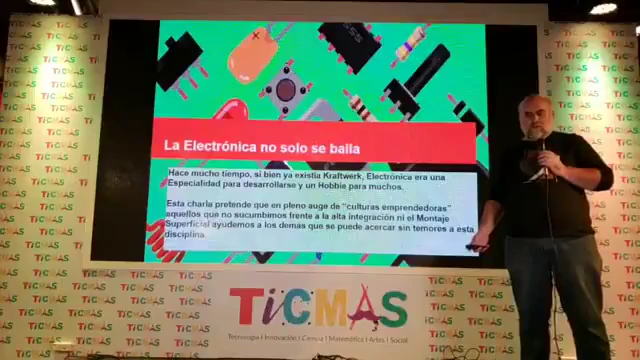 La Electrónica no solo se baila
Hace mucho tiempo, si bien ya existia Kraftwerk, Electrónica era una
Especialidad para desarrollarse y un Hobbie para muchos.
Esta charla pretende que en pleno auge de “culturas emprendedoras”
aquellos que no sucumbimos frente a la alta integración ni el Montaje
Superficial ayudemos a los demas que se puede acercar sin temores a esta
disciplina.
TiCMAS
Tecnología | Innovación | Ciencia | Matemática | Artes | Social